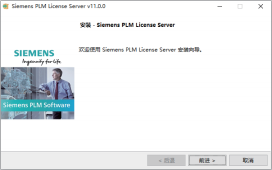 Siemens PLM License Server v11.0.0
安装 - Siemens PLM License Server
欢迎使用 Siemens PLM License Server 安装向导。
SIEMENS
Ingenuity for life
Siemens PLM Software
< 后退
前进 >
取消